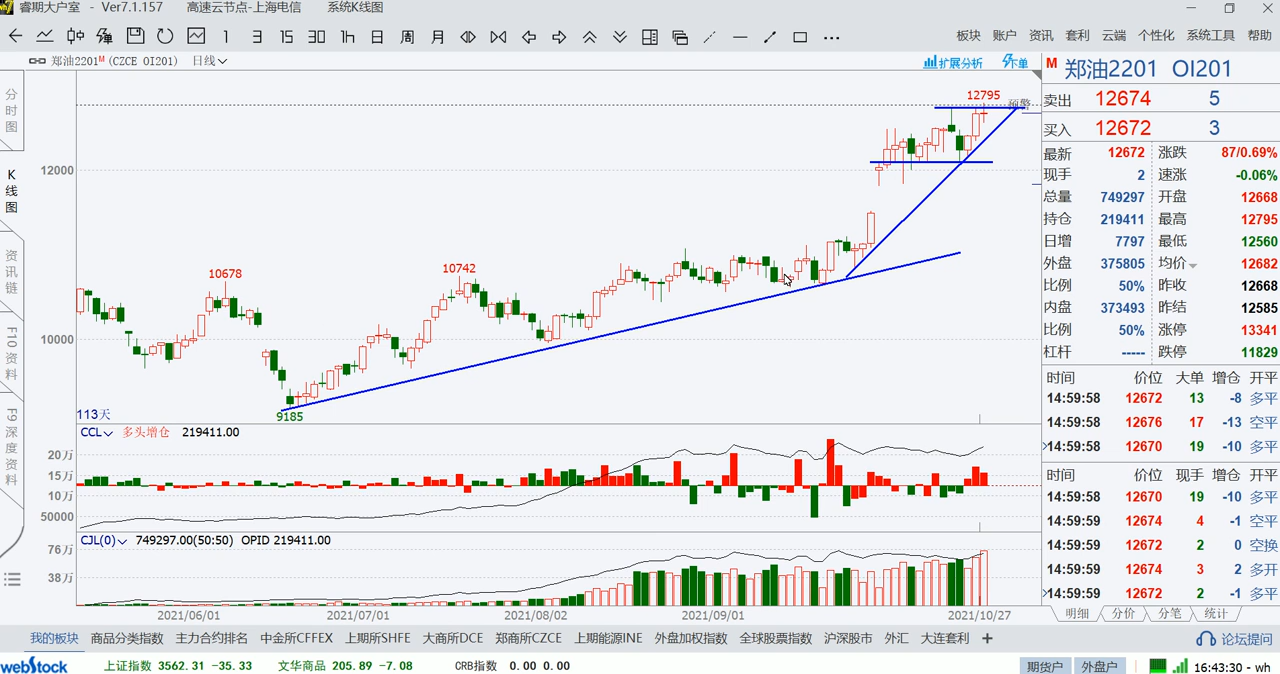 睿期大户室 - Ver7.1.157 高速云节点-上海电信 系统K线图
1 3 15 30 1h 日 周 月
板块 账户 资讯 套利 云端 个性化 系统工具 帮助
郑油2201M (CZCE OI201) 日线
扩展分析 下单
分时图
K线图
资讯链
F10资料
F9深度资料
12795 预警
12000
10678
10742
10000
113天
9185
CCL 多头增仓 219411.00
20万
15万
10万
50000
CJL(0) 749297.00(50:50) OPID 219411.00
76万
38万
2021/06/01 2021/07/01 2021/08/02 2021/09/01 2021/10/27
M 郑油2201 OI201
卖出 12674 5
买入 12672 3
最新 12672 涨跌 87/0.69%
现手 2 速涨 -0.06%
总量 749297 开盘 12668
持仓 219411 最高 12795
日增 7797 最低 12560
外盘 375805 均价 12682
比例 50% 昨收 12668
内盘 373493 昨结 12585
比例 50% 涨停 13341
杠杆 ----- 跌停 11829
时间 价位 大单 增仓 开平
14:59:58 12672 13 -8 多平
14:59:58 12676 17 -13 空平
14:59:58 12670 19 -10 多平
时间 价位 现手 增仓 开平
14:59:58 12670 19 -10 多平
14:59:59 12674 4 -1 空平
14:59:59 12672 2 0 空换
14:59:59 12674 3 2 多开
14:59:59 12672 2 -1 多平
明细 分价 分笔 统计
我的板块 商品分类指数 主力合约排名 中金所CFFEX 上期所SHFE 大商所DCE 郑商所CZCE 上期能源INE 外盘加权指数 全球股票指数 沪深股市 外汇 大连套利 + 论坛提问
webStock 上证指数 3562.31 -35.33 文华商品 205.89 -7.08 CRB指数 0.00 0.00 期货户 外盘户 16:43:30 - wh